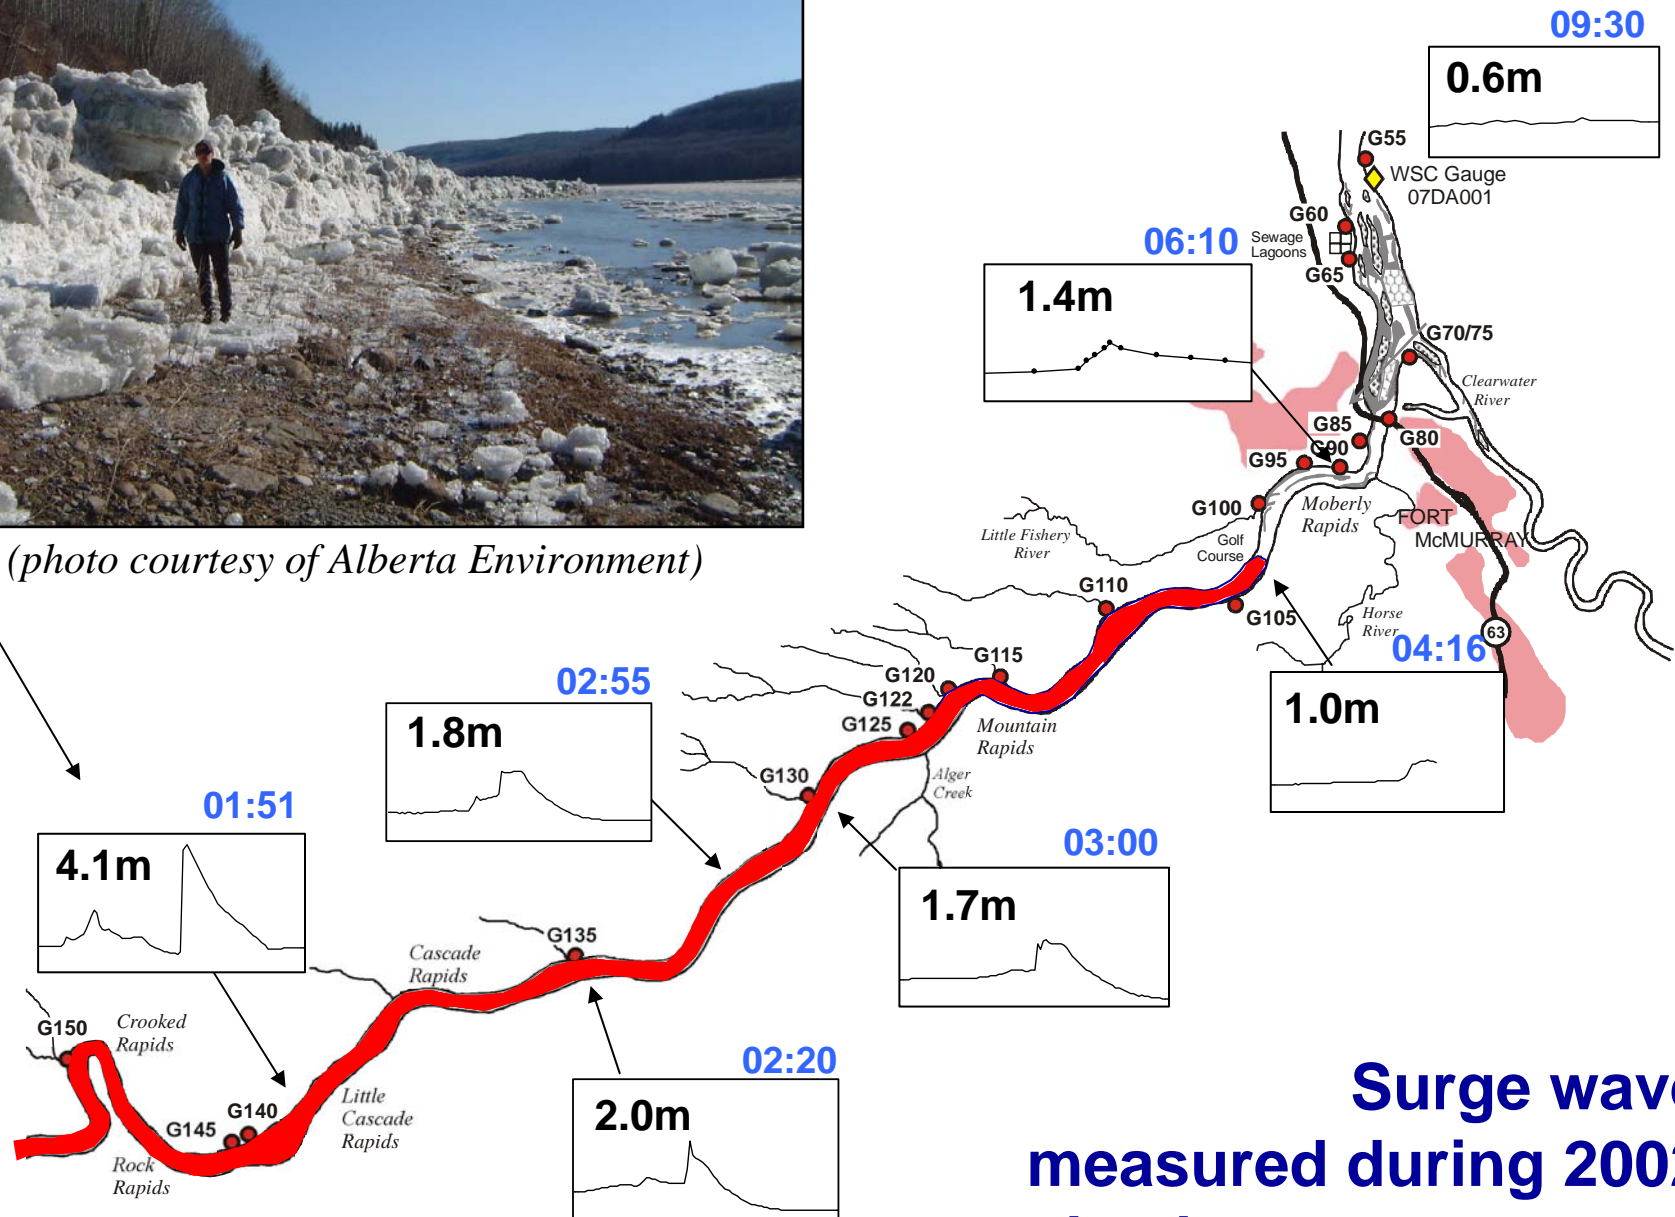 09:30
0.6m
G55
WSC Gauge
07DA001
G60
Sewage
Lagoons
G65
06:10
1.4m
G70/75
Clearwater
River
G85
G80
G90
G95
G100
Moberly
Rapids
FORT
McMURRAY
Little Fishery
River
Golf
Course
(photo courtesy of Alberta Environment)
G110
G105
Horse
River
63
04:16
1.0m
G115
G120
G122
G125
Mountain
Rapids
02:55
1.8m
G130
Alger
Creek
03:00
1.7m
01:51
4.1m
G135
Cascade
Rapids
G150
Crooked
Rapids
02:20
2.0m
Little
Cascade
Rapids
G140
G145
Rock
Rapids
Surge wave
measured during 2002